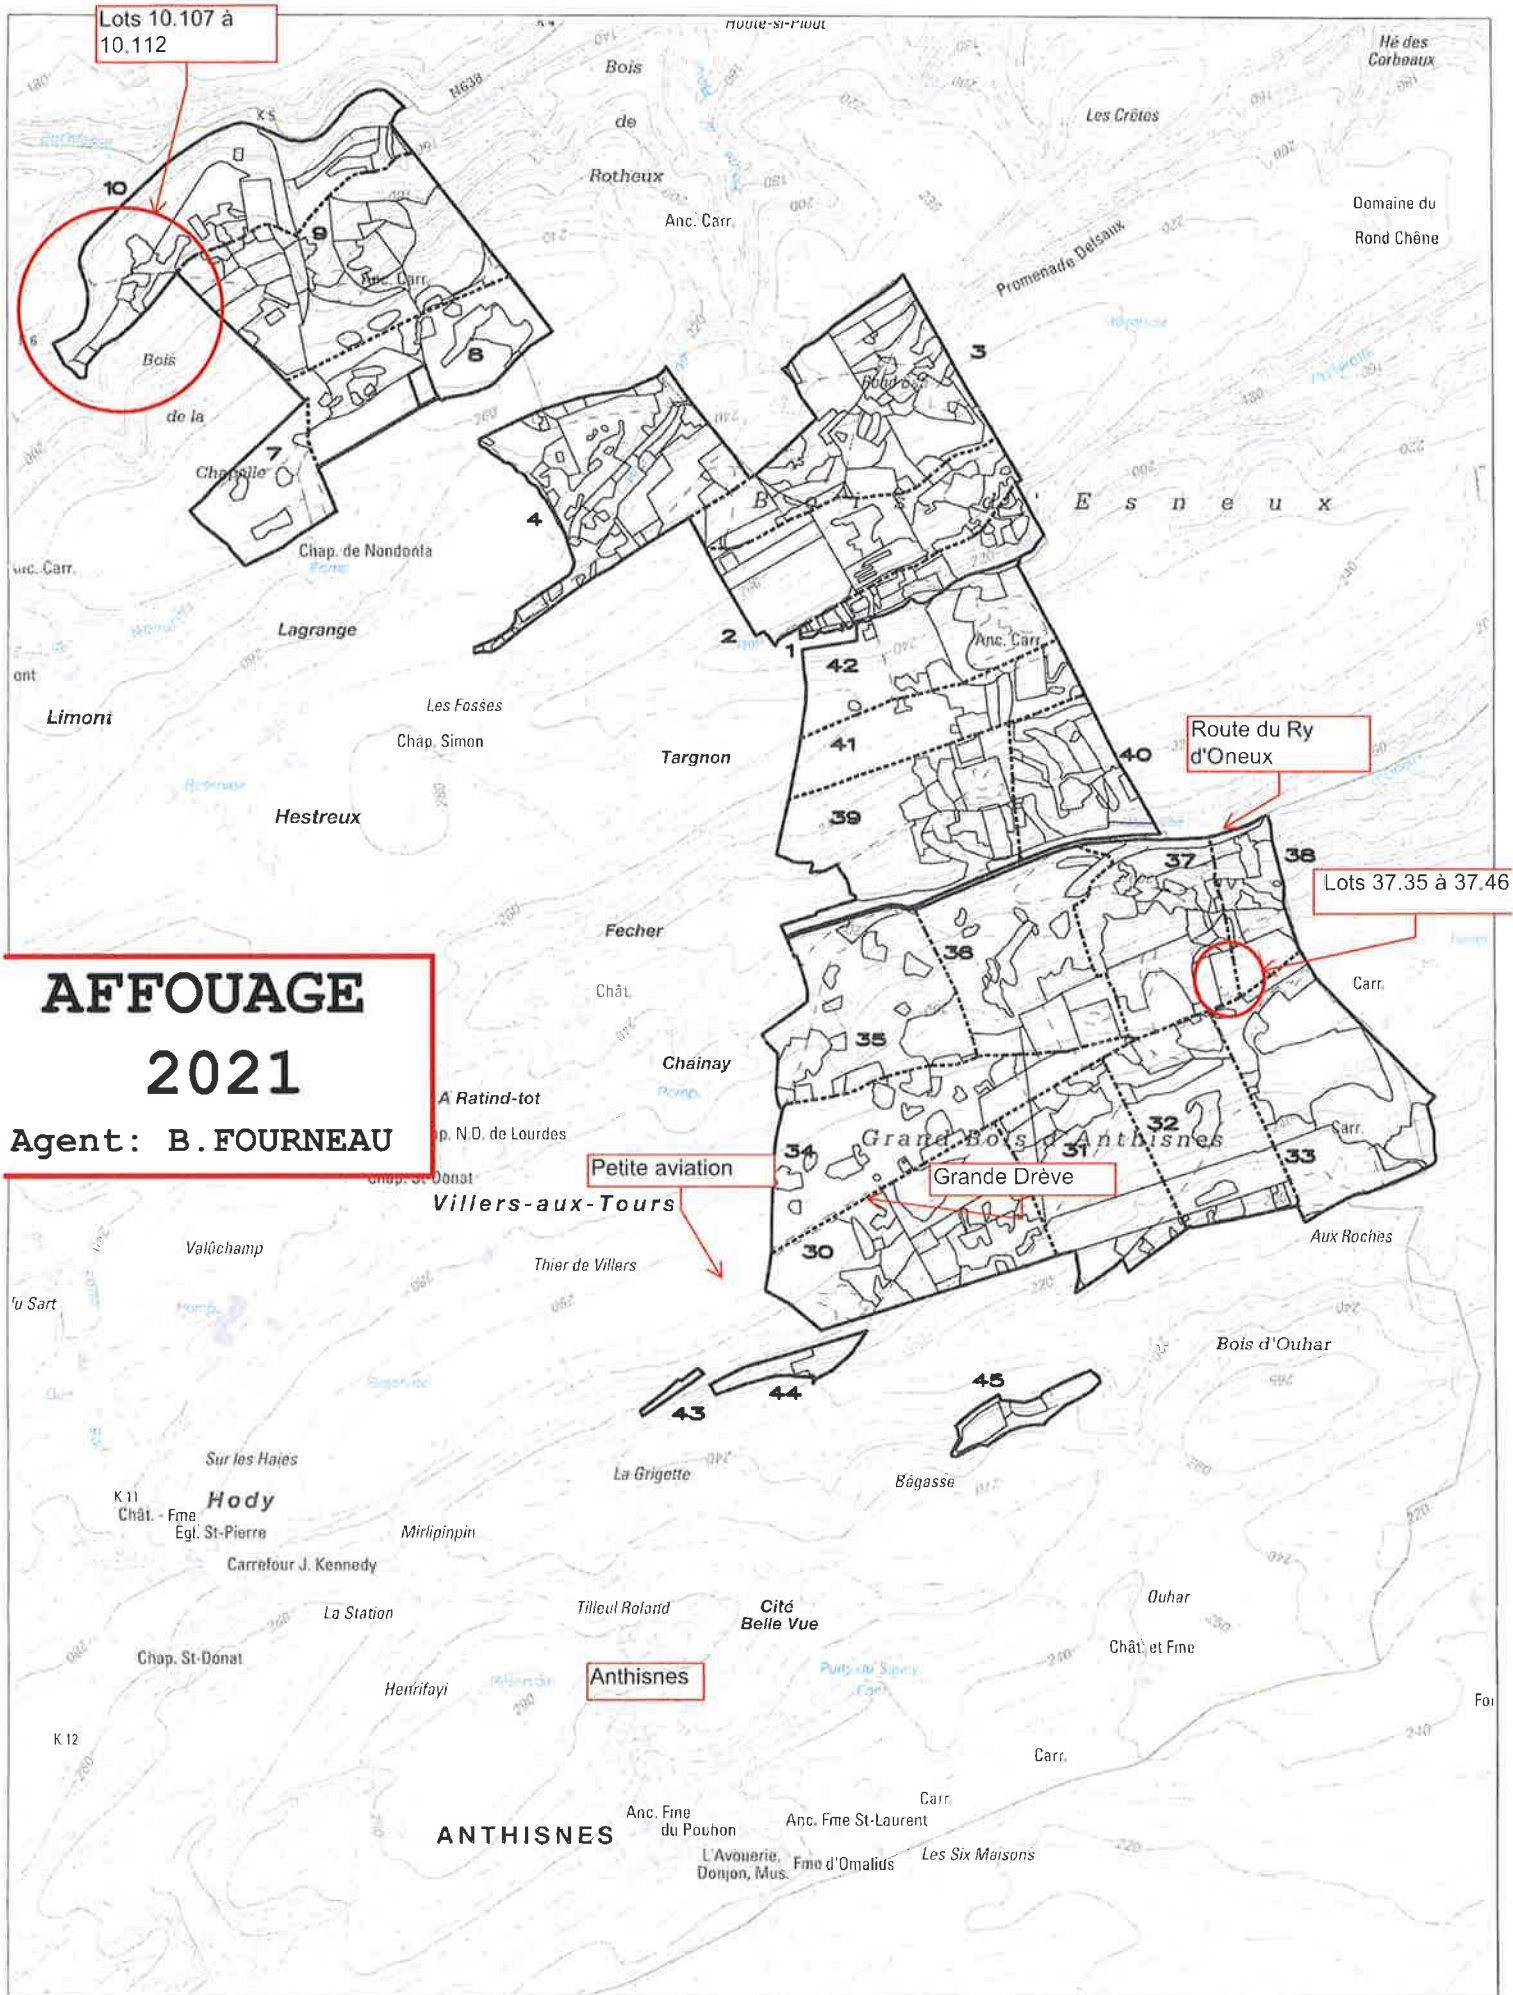 Lots 10.107 à
10.112
N638
K 5
Bois
de
Rotheux
Anc. Carr.
Hé des
Corbeaux
Les Crêtes
Domaine du
Rond Chêne
Promenade Delsaux
10
9
Anc. Carr.
8
Bois
de la
Chapelle
7
3
4
B o i s d ' E s n e u x
Chap. de Nondonfa
Lagrange
2
1
42
Anc. Carr.
41
40
39
Limont
Les Fosses
Chap. Simon
Targnon
Hestreux
Route du Ry
d'Oneux
37
38
Lots 37.35 à 37.46
Fecher
36
Carr.
AFFOUAGE
2021
Agent: B.FOURNEAU
Chât.
35
Chainay
A Ratind-tot
p. N.D. de Lourdes
Chap. St-Donat
Villers-aux-Tours
Petite aviation
34
Grand Bois d'Anthisnes
31
32
33
Carr.
Grande Drève
30
Aux Roches
Valûchamp
Thier de Villers
'u Sart
Bois d'Ouhar
43
44
45
Sur les Haies
K 11
Hody
Chât. - Fme
Egl. St-Pierre
Carrefour J. Kennedy
Mirlipinpin
La Grigotte
Bégasse
La Station
Tilleul Roland
Cité
Belle Vue
Ouhar
Chât. et Fme
Chap. St-Donat
Henrifayi
Anthisnes
K 12
Carr.
Carr.
ANTHISNES
Anc. Fme
du Pouhon
Anc. Fme St-Laurent
L'Avouerie,
Donjon, Mus.
Fme d'Omalius
Les Six Maisons